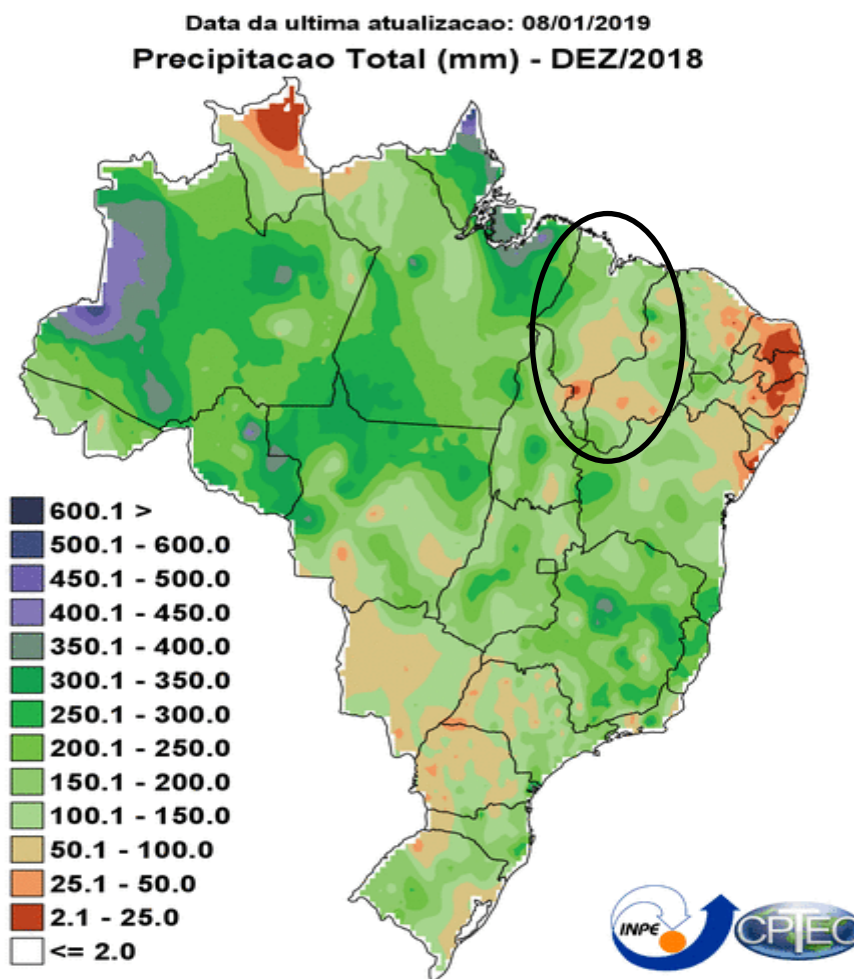 Data da ultima atualizacao: 08/01/2019
Precipitacao Total (mm) - DEZ/2018
600.1 >
500.1 - 600.0
450.1 - 500.0
400.1 - 450.0
350.1 - 400.0
300.1 - 350.0
250.1 - 300.0
200.1 - 250.0
150.1 - 200.0
100.1 - 150.0
50.1 - 100.0
25.1 - 50.0
2.1 - 25.0
<= 2.0
INPE
CPTEC